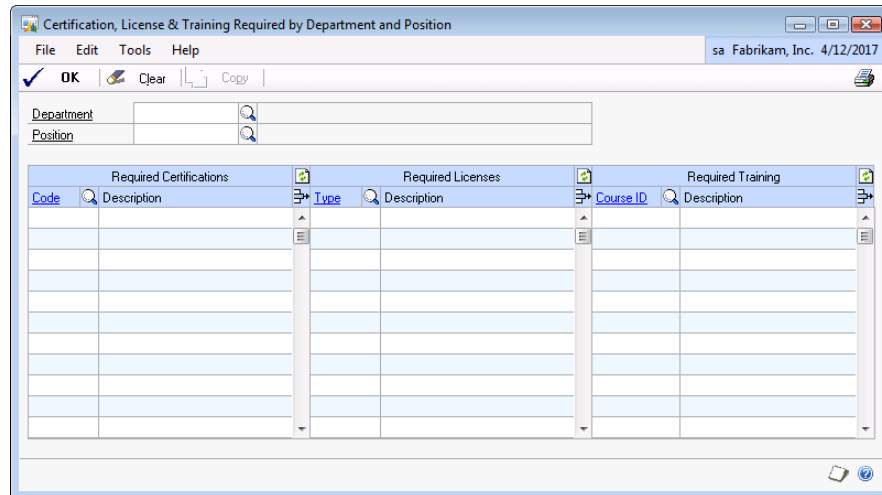 Certification, License & Training Required by Department and Position
File Edit Tools Help sa Fabrikam, Inc. 4/12/2017
OK Clear Copy
Department
Position
Required Certifications Required Licenses Required Training
Code Description Type Description Course ID Description